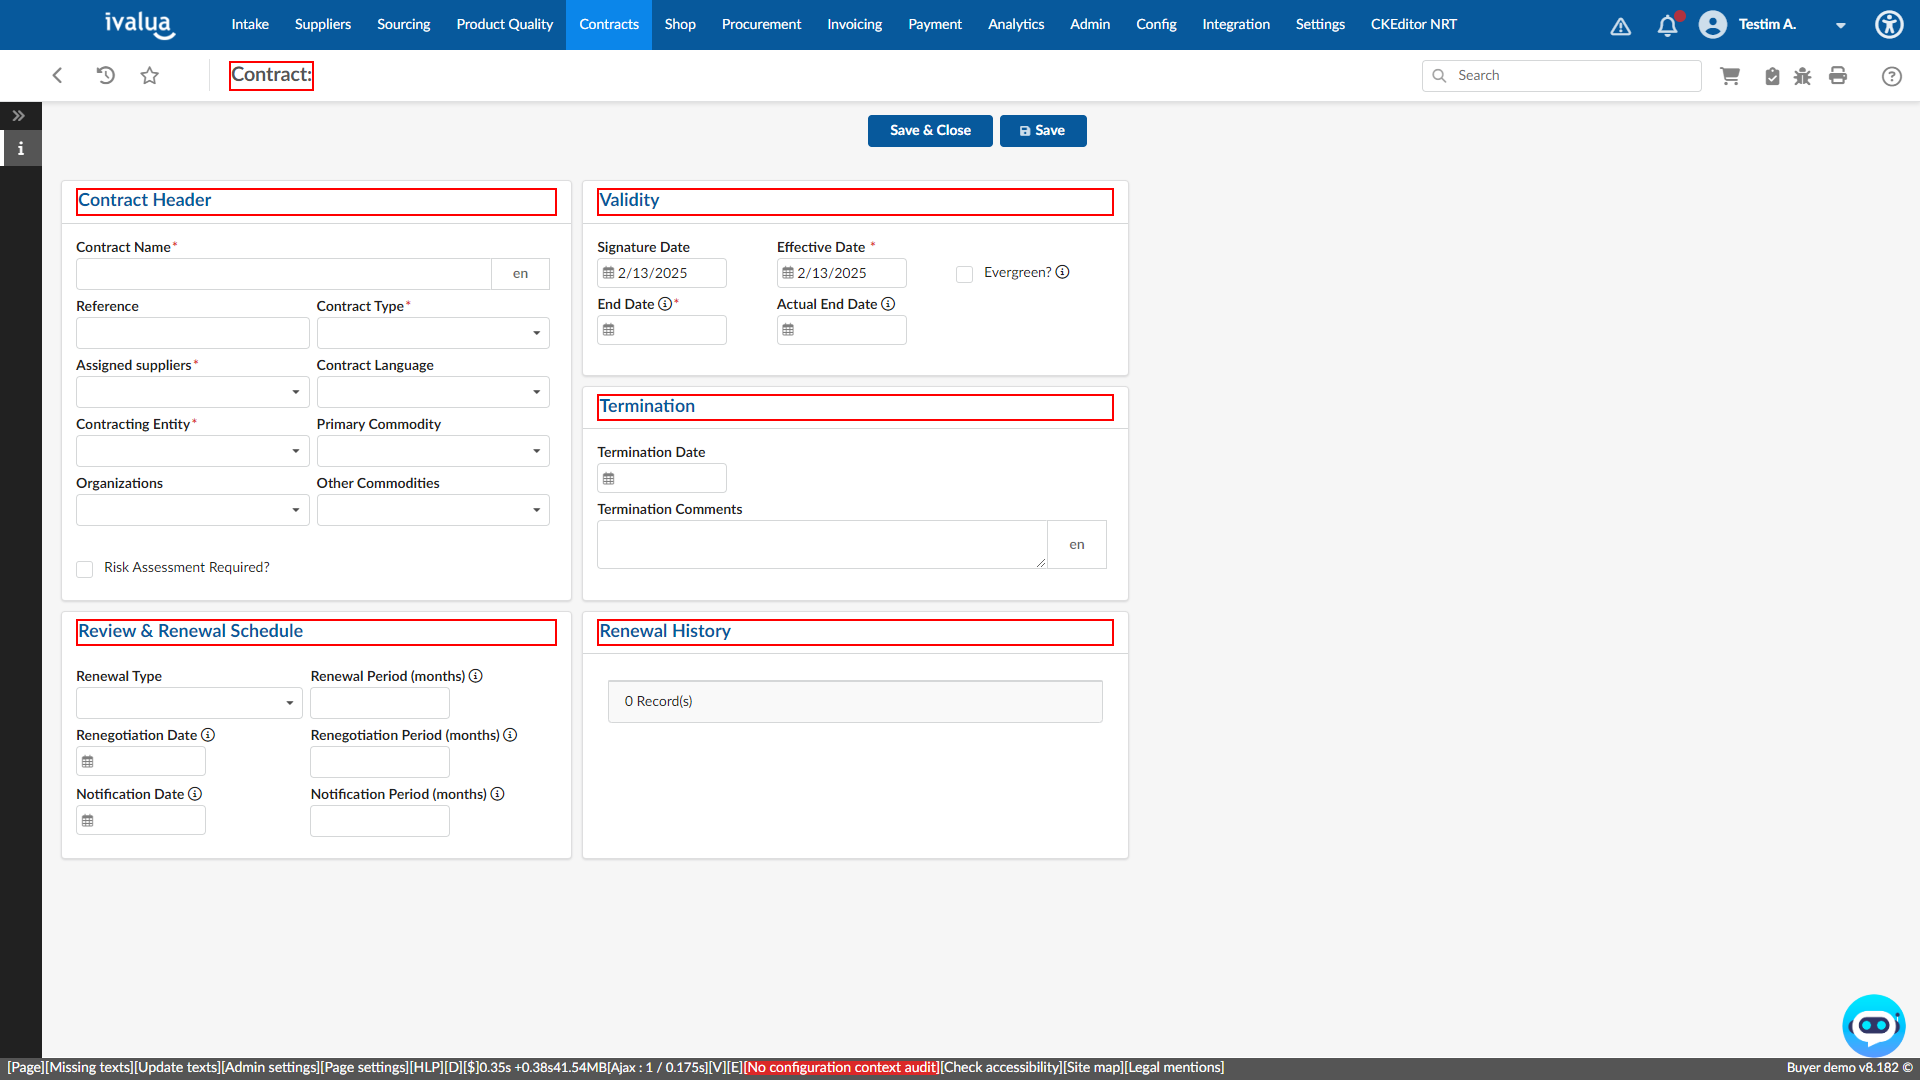 ivalua
Intake Suppliers Sourcing Product Quality Contracts Shop Procurement Invoicing Payment Analytics Admin Config Integration Settings CKEditor NRT
Testim A.
Contract:
Search
Save & Close
Save
Contract Header
Contract Name*
en
Reference
Contract Type*
Assigned suppliers*
Contract Language
Contracting Entity*
Primary Commodity
Organizations
Other Commodities
Risk Assessment Required?
Validity
Signature Date
Effective Date *
2/13/2025
2/13/2025
Evergreen?
End Date *
Actual End Date
Termination
Termination Date
Termination Comments
en
Review & Renewal Schedule
Renewal Type
Renewal Period (months)
Renegotiation Date
Renegotiation Period (months)
Notification Date
Notification Period (months)
Renewal History
0 Record(s)
[Page][Missing texts][Update texts][Admin settings][Page settings][HLP][D][$]0.35s +0.38s41.54MB[Ajax : 1 / 0.175s][V][E][No configuration context audit][Check accessibility][Site map][Legal mentions]
Buyer demo v8.182 ©